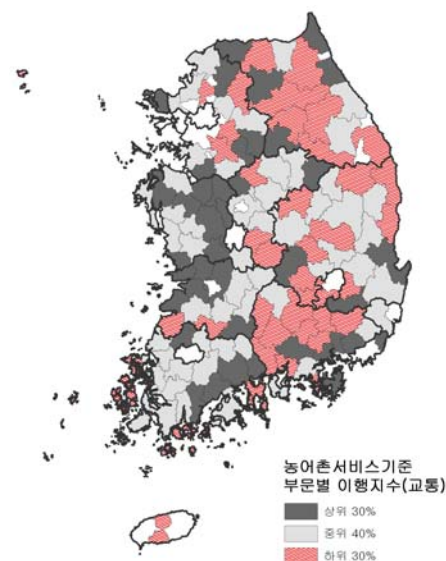 농어촌서비스기준
부문별 이행지수(교통)
상위 30%
중위 40%
하위 30%